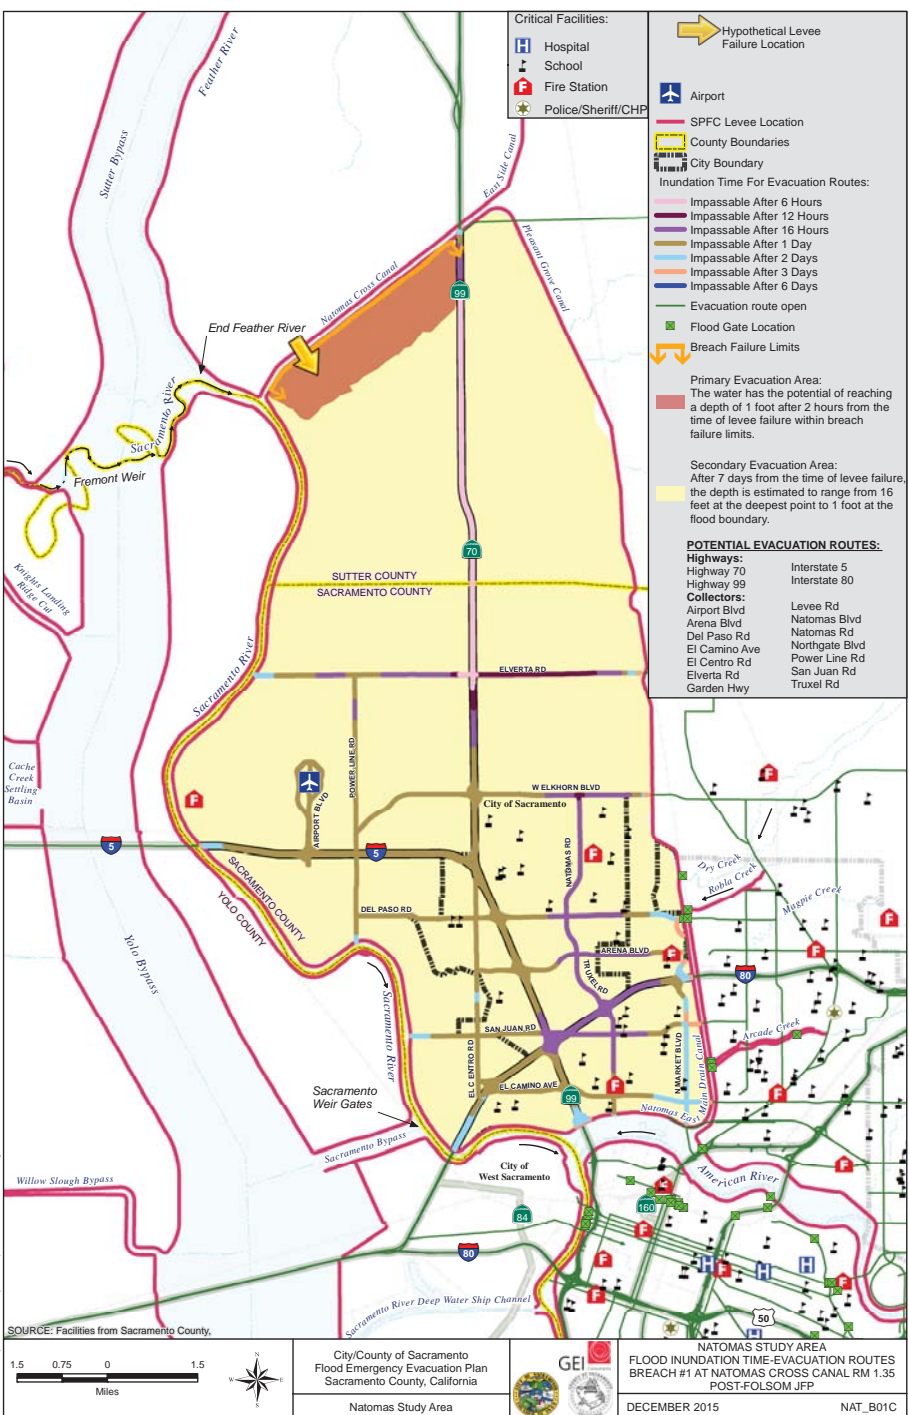 Critical Facilities:
Hospital
School
Fire Station
Police/Sheriff/CHP
Hypothetical Levee
Failure Location
Airport
SPFC Levee Location
County Boundaries
City Boundary
Inundation Time For Evacuation Routes:
Impassable After 6 Hours
Impassable After 12 Hours
Impassable After 16 Hours
Impassable After 1 Day
Impassable After 2 Days
Impassable After 3 Days
Impassable After 6 Days
Evacuation route open
Flood Gate Location
Breach Failure Limits
Primary Evacuation Area:
The water has the potential of reaching
a depth of 1 foot after 2 hours from the
time of levee failure within breach
failure limits.
Secondary Evacuation Area:
After 7 days from the time of levee failure,
the depth is estimated to range from 16
feet at the deepest point to 1 foot at the
flood boundary.
POTENTIAL EVACUATION ROUTES:
Highways:
Highway 70
Highway 99
Interstate 5
Interstate 80
Collectors:
Airport Blvd
Arena Blvd
Del Paso Rd
El Camino Ave
El Centro Rd
Elverta Rd
Garden Hwy
Levee Rd
Natomas Blvd
Natomas Rd
Northgate Blvd
Power Line Rd
San Juan Rd
Truxel Rd
Feather River
Sutter Bypass
East Side Canal
Pleasant Grove Canal
Natomas Cross Canal
99
End Feather River
Sacramento River
Fremont Weir
70
Knights Landing
Ridge Cut
SUTTER COUNTY
SACRAMENTO COUNTY
Sacramento River
ELVERTA RD
POWER LINE RD
Cache
Creek
Settling
Basin
AIRPORT BLVD
W ELKHORN BLVD
City of Sacramento
5
5
NATOMAS RD
Dry Creek
Robla Creek
Magpie Creek
SACRAMENTO COUNTY
YOLO COUNTY
DEL PASO RD
ARENA BLVD
Yolo Bypass
TRUXEL RD
80
Sacramento River
SAN JUAN RD
Arcade Creek
EL CENTRO RD
N MARKET BLVD
Main Drain Canal
EL CAMINO AVE
99
Natomas East
Sacramento
Weir Gates
Sacramento Bypass
City of
West Sacramento
American River
Willow Slough Bypass
84
160
80
Sacramento River Deep Water Ship Channel
50
SOURCE: Facilities from Sacramento County,
1.5 0.75 0 1.5
Miles
N
W E
S
City/County of Sacramento
Flood Emergency Evacuation Plan
Sacramento County, California
Natomas Study Area
GEI
NATOMAS STUDY AREA
FLOOD INUNDATION TIME-EVACUATION ROUTES
BREACH #1 AT NATOMAS CROSS CANAL RM 1.35
POST-FOLSOM JFP
DECEMBER 2015 NAT_B01C